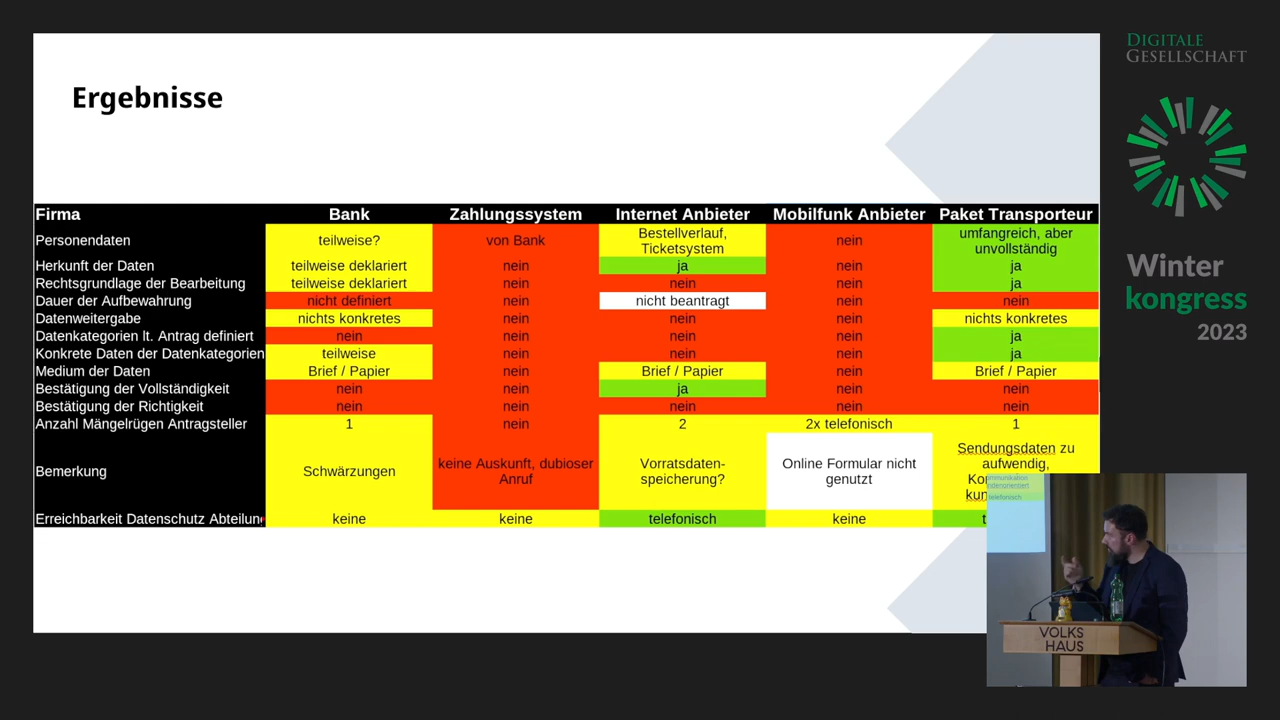 DIGITALE
GESELLSCHAFT
Winter
kongress
2023
Ergebnisse
Firma Bank Zahlungssystem Internet Anbieter Mobilfunk Anbieter Paket Transporteur
Personendaten teilweise? von Bank Bestellverlauf, Ticketsystem nein umfangreich, aber unvollständig
Herkunft der Daten teilweise deklariert nein ja nein ja
Rechtsgrundlage der Bearbeitung teilweise deklariert nein nein nein ja
Dauer der Aufbewahrung nicht definiert nein nicht beantragt nein nein
Datenweitergabe nichts konkretes nein nein nein nichts konkretes
Datenkategorien lt. Antrag definiert nein nein nein nein ja
Konkrete Daten der Datenkategorien teilweise nein nein nein ja
Medium der Daten Brief / Papier nein Brief / Papier nein Brief / Papier
Bestätigung der Vollständigkeit nein nein ja nein nein
Bestätigung der Richtigkeit nein nein nein nein nein
Anzahl Mängelrügen Antragsteller 1 nein 2 2x telefonisch 1
Bemerkung Schwärzungen keine Auskunft, dubioser Anruf Vorratsdaten-speicherung? Online Formular nicht genutzt Sendungsdaten zu aufwendig,
Erreichbarkeit Datenschutz Abteilun keine keine telefonisch keine
telefonisch
VOLKS
HAUS